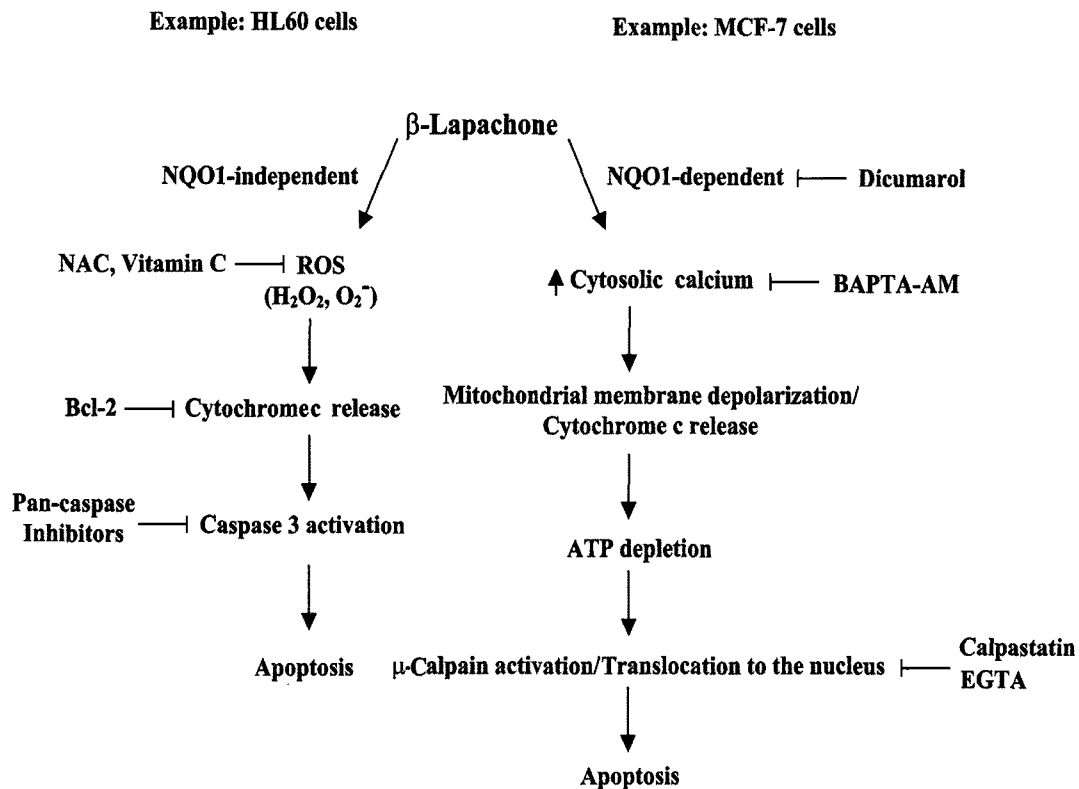 Example: HL60 cells
Example: MCF-7 cells
β-Lapachone
NQO1-independent
NQO1-dependent
Dicumarol
NAC, Vitamin C
ROS
(H₂O₂, O₂⁻)
Cytosolic calcium
BAPTA-AM
Bcl-2
Cytochromec release
Mitochondrial membrane depolarization/
Cytochrome c release
Pan-caspase
Inhibitors
Caspase 3 activation
ATP depletion
Apoptosis
μ-Calpain activation/Translocation to the nucleus
Calpastatin
EGTA
Apoptosis